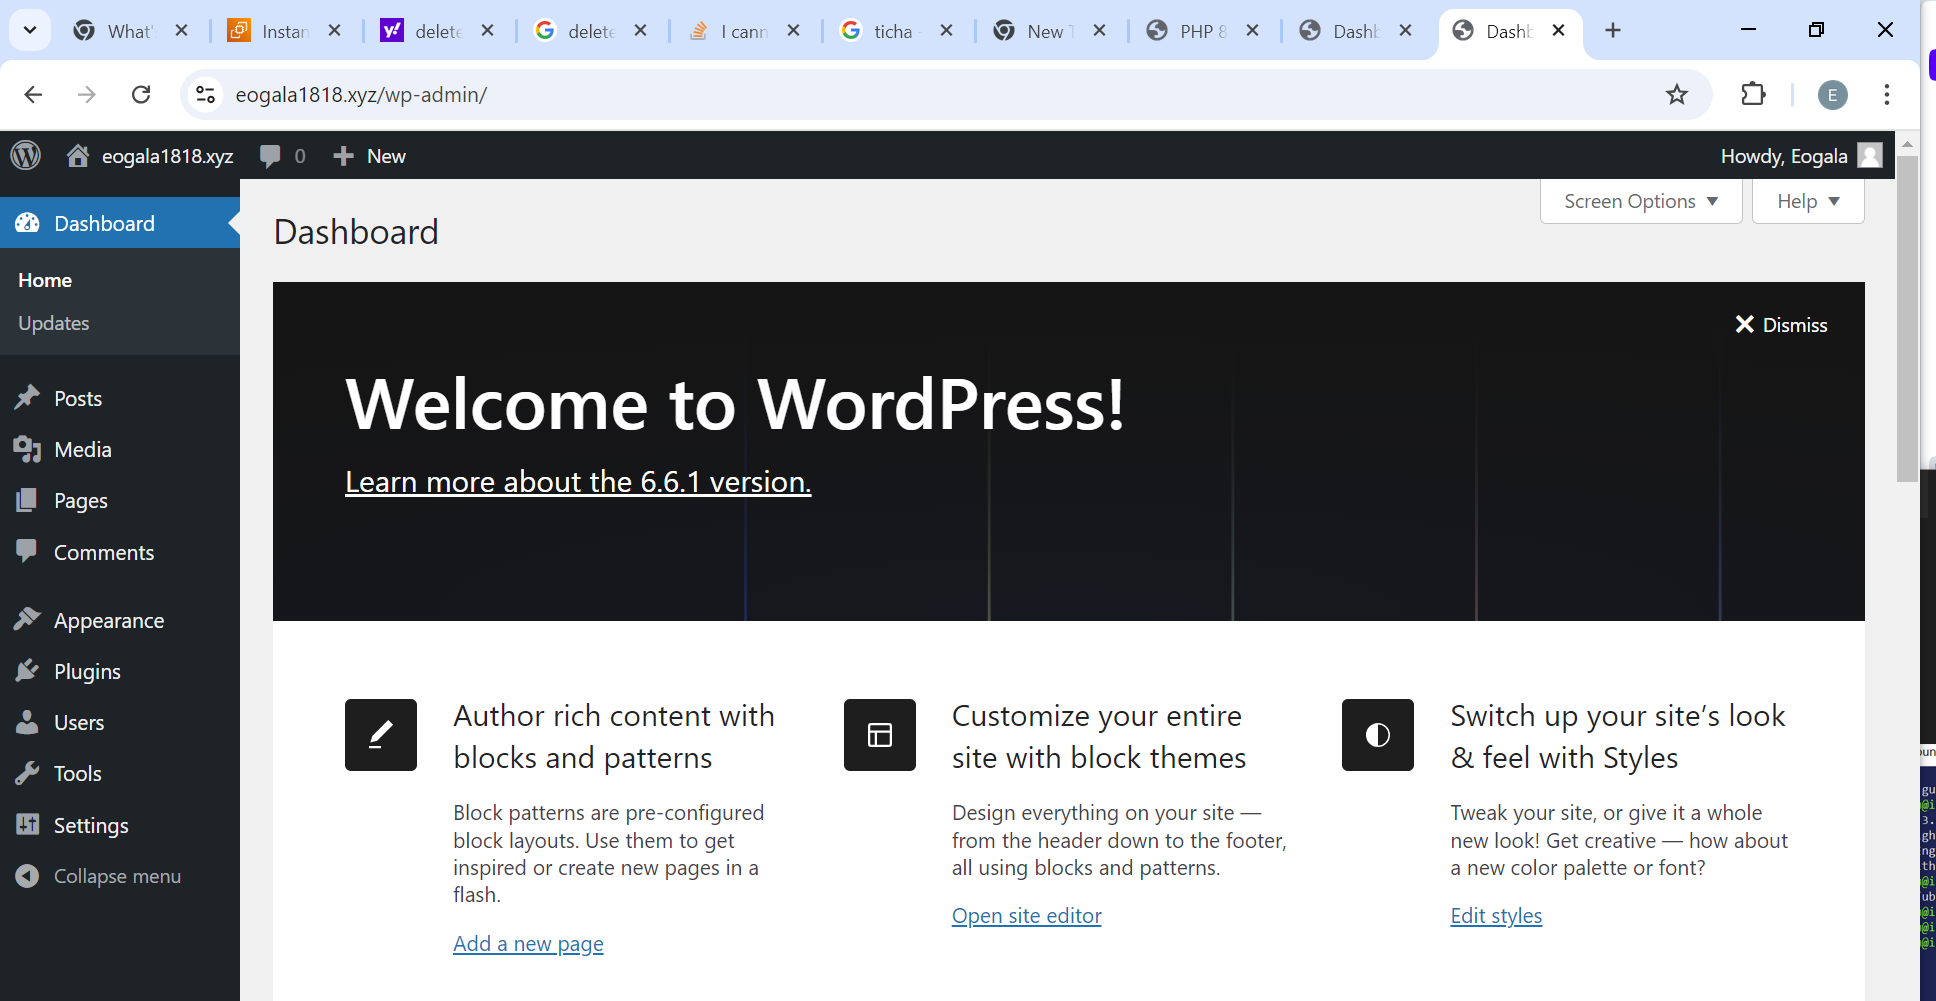 What'
Instan
delete
delete
I cann
ticha -
New T
PHP 8
Dashb
Dashb
eogala1818.xyz/wp-admin/
E
eogala1818.xyz
0
New
Howdy, Eogala
Dashboard
Home
Updates
Posts
Media
Pages
Comments
Appearance
Plugins
Users
Tools
Settings
Collapse menu
Screen Options
Help
Dashboard
Dismiss
Welcome to WordPress!
Learn more about the 6.6.1 version.
Author rich content with
blocks and patterns
Block patterns are pre-configured
block layouts. Use them to get
inspired or create new pages in a
flash.
Add a new page
Customize your entire
site with block themes
Design everything on your site —
from the header down to the footer,
all using blocks and patterns.
Open site editor
Switch up your site’s look
& feel with Styles
Tweak your site, or give it a whole
new look! Get creative — how about
a new color palette or font?
Edit styles